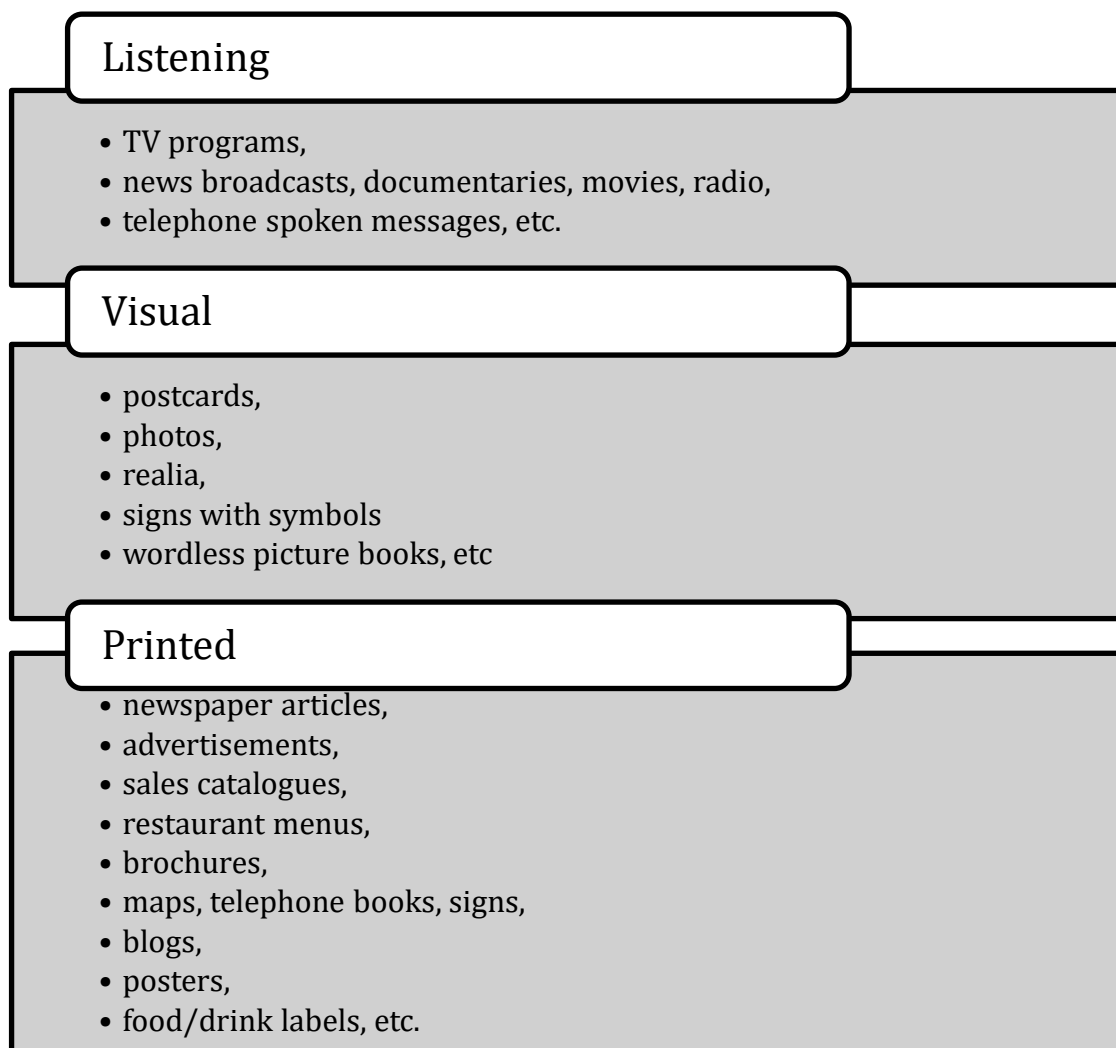 Listening
• TV programs,
• news broadcasts, documentaries, movies, radio,
• telephone spoken messages, etc.
Visual
• postcards,
• photos,
• realia,
• signs with symbols
• wordless picture books, etc
Printed
• newspaper articles,
• advertisements,
• sales catalogues,
• restaurant menus,
• brochures,
• maps, telephone books, signs,
• blogs,
• posters,
• food/drink labels, etc.